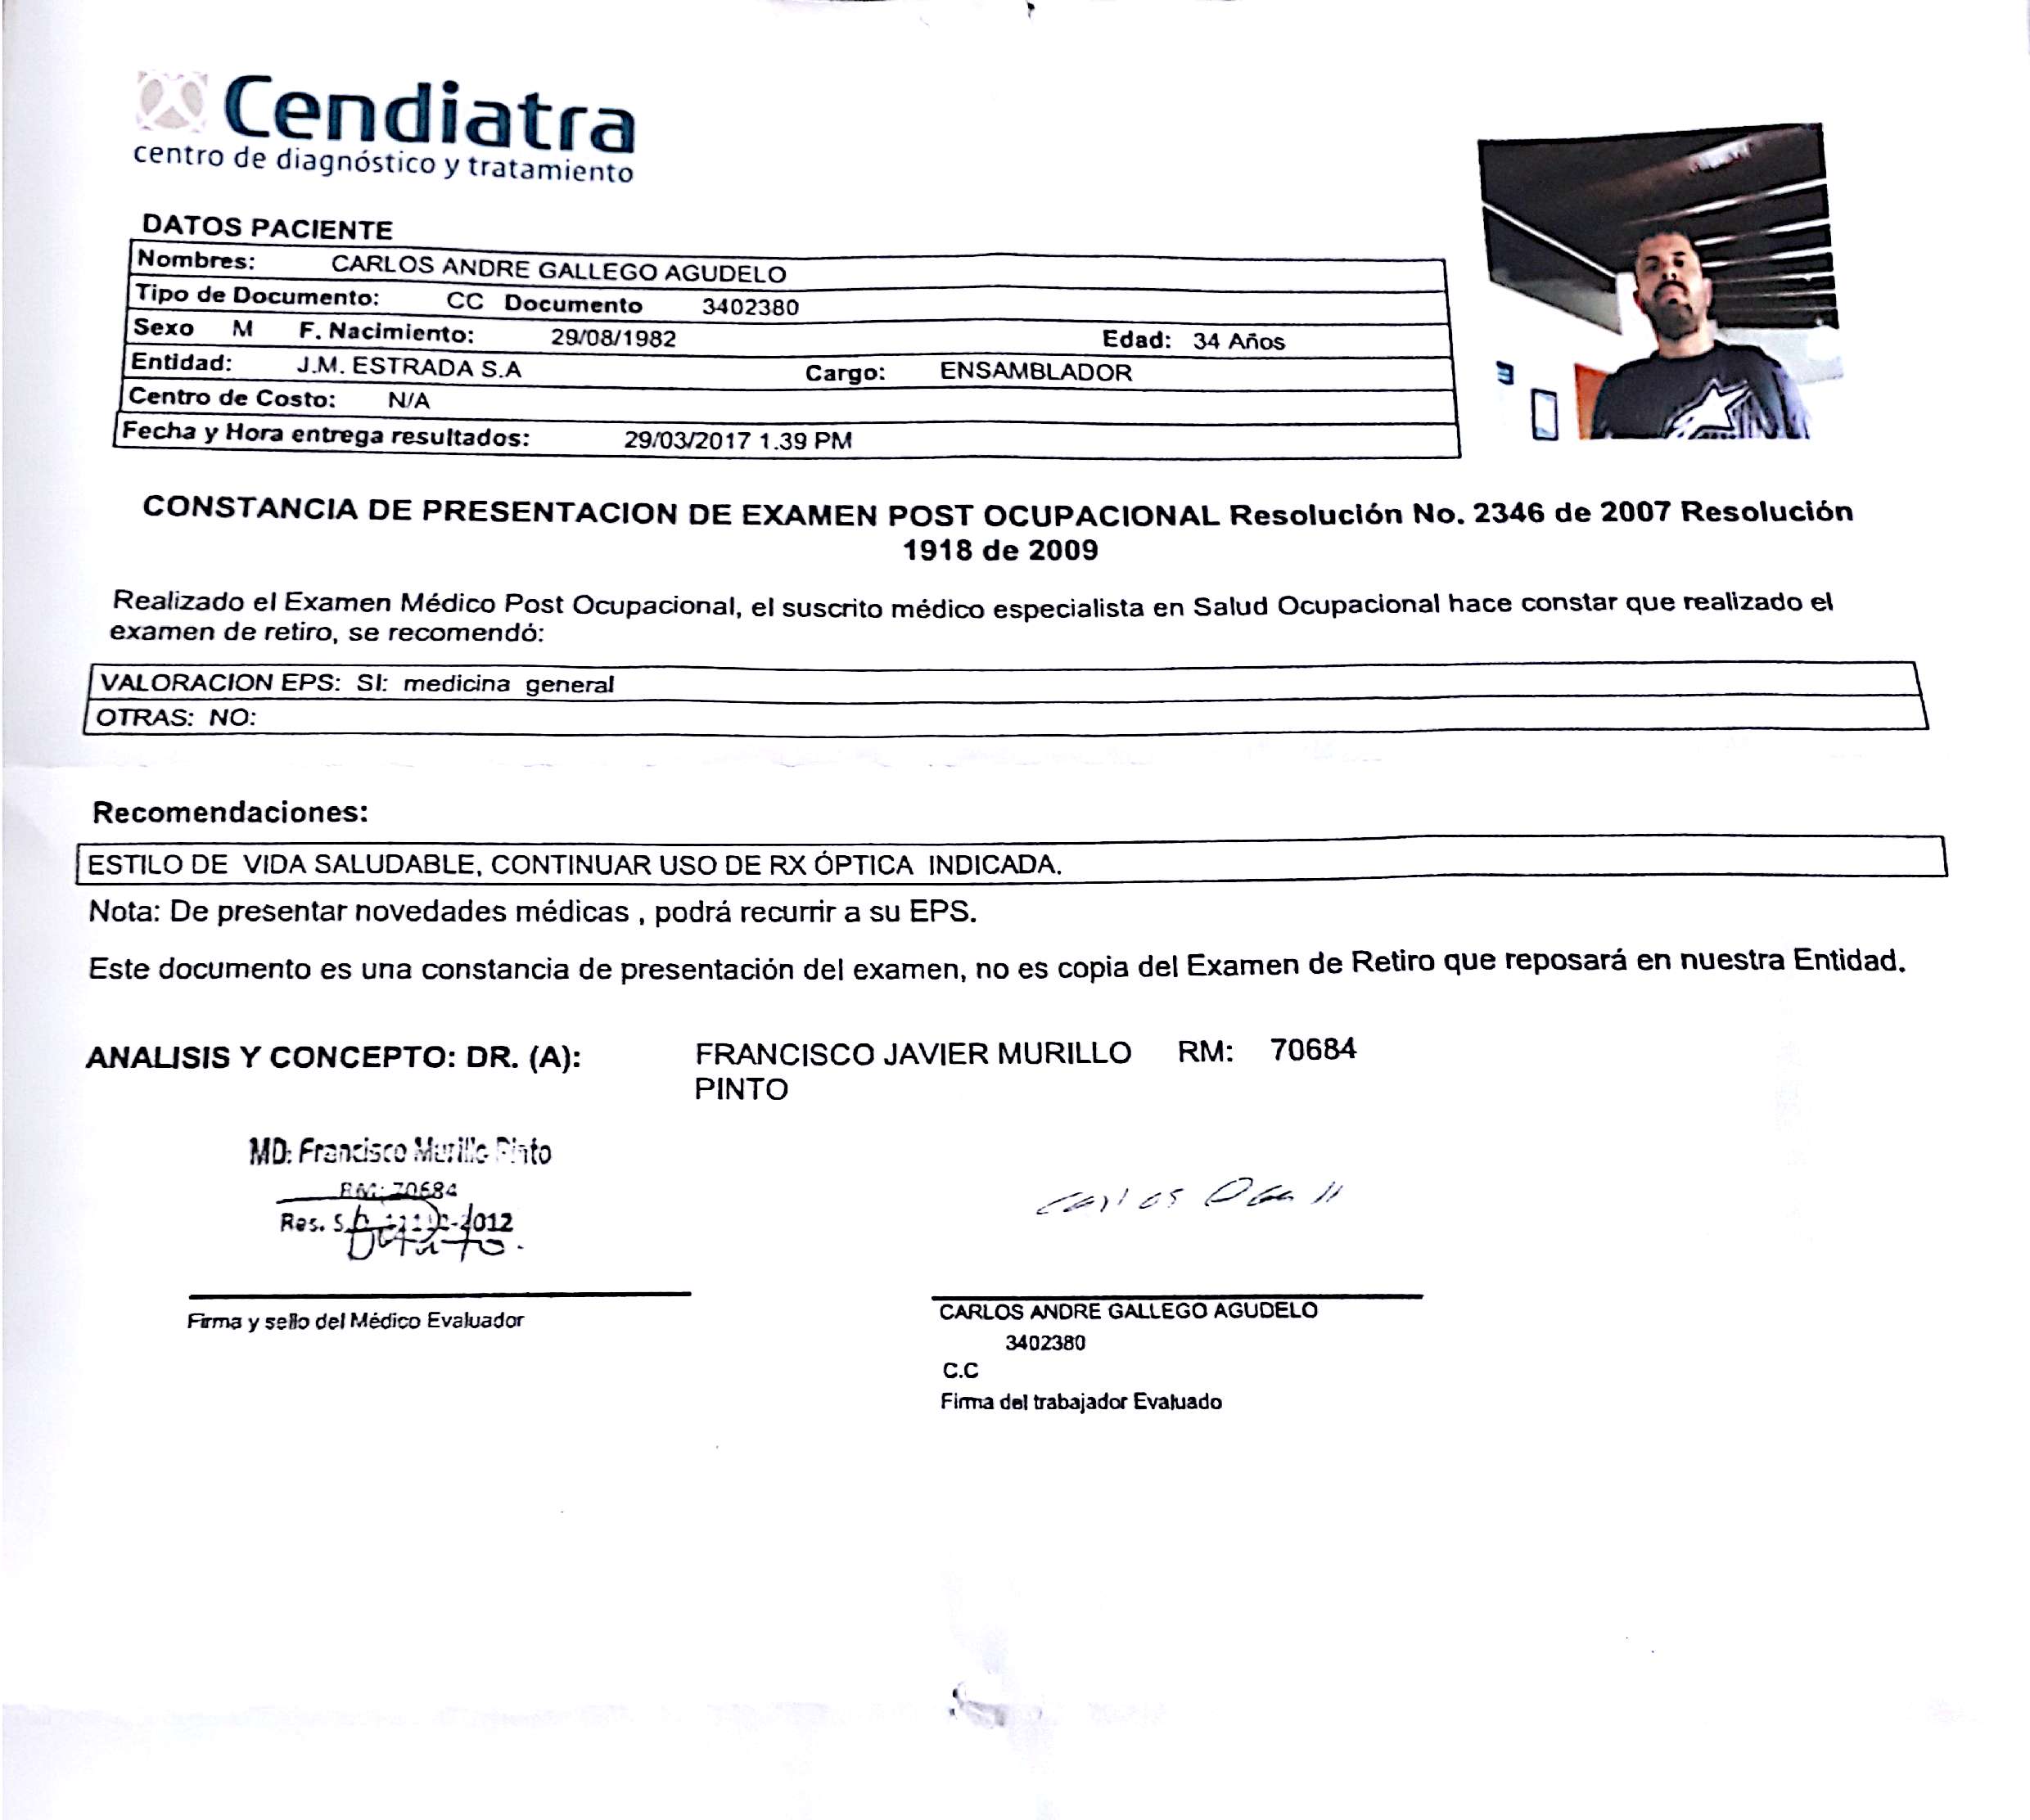 Cendiatra
centro de diagnóstico y tratamiento
DATOS PACIENTE
Nombres: CARLOS ANDRE GALLEGO AGUDELO
Tipo de Documento: CC Documento 3402380
Sexo M F. Nacimiento: 29/08/1982 Edad: 34 Años
Entidad: J.M. ESTRADA S.A Cargo: ENSAMBLADOR
Centro de Costo: N/A
Fecha y Hora entrega resultados: 29/03/2017 1.39 PM
CONSTANCIA DE PRESENTACION DE EXAMEN POST OCUPACIONAL Resolución No. 2346 de 2007 Resolución
1918 de 2009
Realizado el Examen Médico Post Ocupacional, el suscrito médico especialista en Salud Ocupacional hace constar que realizado el
examen de retiro, se recomendó:
VALORACION EPS: SI: medicina general
OTRAS: NO:
Recomendaciones:
ESTILO DE VIDA SALUDABLE, CONTINUAR USO DE RX ÓPTICA INDICADA.
Nota: De presentar novedades médicas , podrá recurrir a su EPS.
Este documento es una constancia de presentación del examen, no es copia del Examen de Retiro que reposará en nuestra Entidad.
ANALISIS Y CONCEPTO: DR. (A): FRANCISCO JAVIER MURILLO RM: 70684
PINTO
MD: Francisco Murillo Pinto
RM: 70684
Res. S.
Carlos
Firma y sello del Médico Evaluador
CARLOS ANDRE GALLEGO AGUDELO
3402380
C.C
Firma del trabajador Evaluado